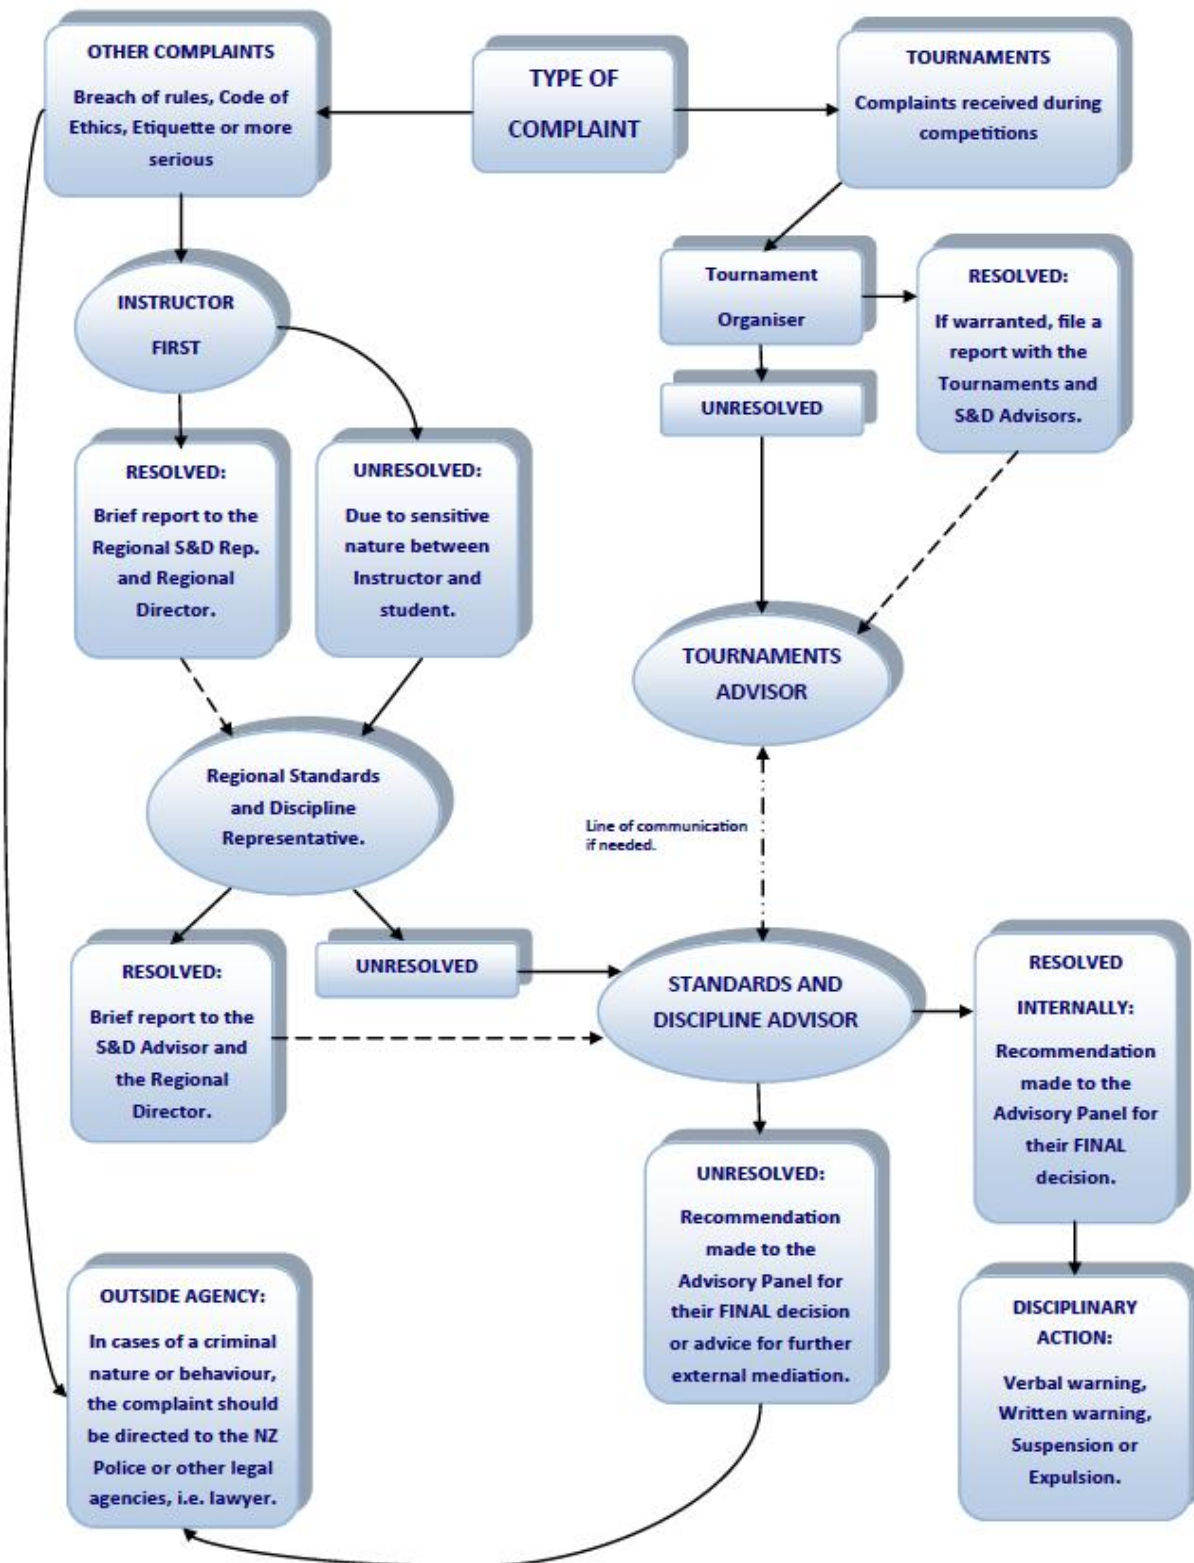 OTHER COMPLAINTS
Breach of rules, Code of
Ethics, Etiquette or more
serious
TYPE OF
COMPLAINT
TOURNAMENTS
Complaints received during
competitions
INSTRUCTOR
FIRST
Tournament
Organiser
RESOLVED:
If warranted, file a
report with the
Tournaments and
S&D Advisors.
UNRESOLVED
RESOLVED:
Brief report to the
Regional S&D Rep.
and Regional
Director.
UNRESOLVED:
Due to sensitive
nature between
Instructor and
student.
TOURNAMENTS
ADVISOR
Regional Standards
and Discipline
Representative.
Line of communication
if needed.
RESOLVED:
Brief report to the
S&D Advisor and
the Regional
Director.
UNRESOLVED
STANDARDS AND
DISCIPLINE ADVISOR
RESOLVED
INTERNALLY:
Recommendation
made to the
Advisory Panel for
their FINAL
decision.
UNRESOLVED:
Recommendation
made to the
Advisory Panel for
their FINAL decision
or advice for further
external mediation.
OUTSIDE AGENCY:
In cases of a criminal
nature or behaviour,
the complaint should
be directed to the NZ
Police or other legal
agencies, i.e. lawyer.
DISCIPLINARY
ACTION:
Verbal warning,
Written warning,
Suspension or
Expulsion.